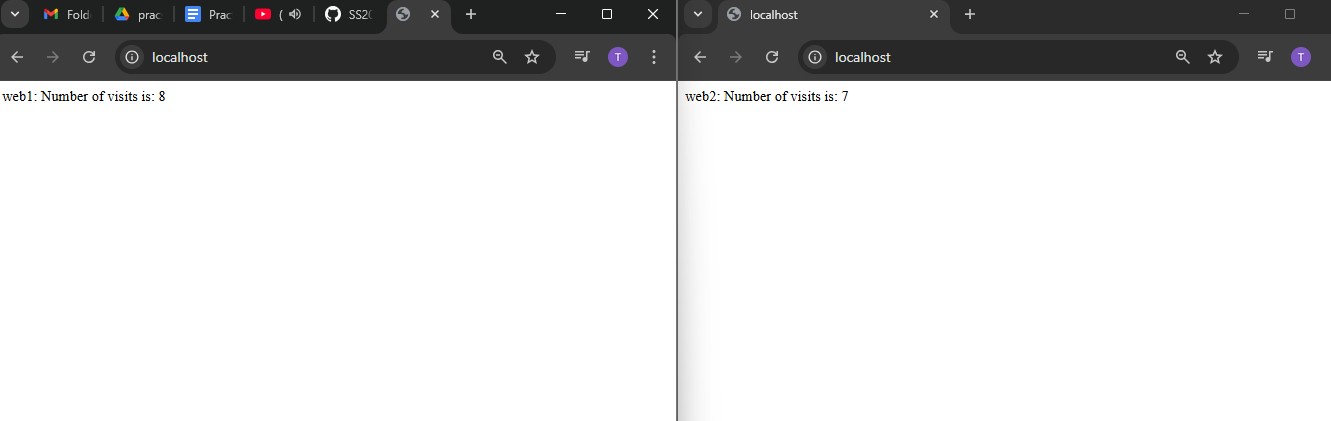 Fold
prac
Prac
(
SS2
localhost
web1: Number of visits is: 8
localhost
T
localhost
T
web2: Number of visits is: 7